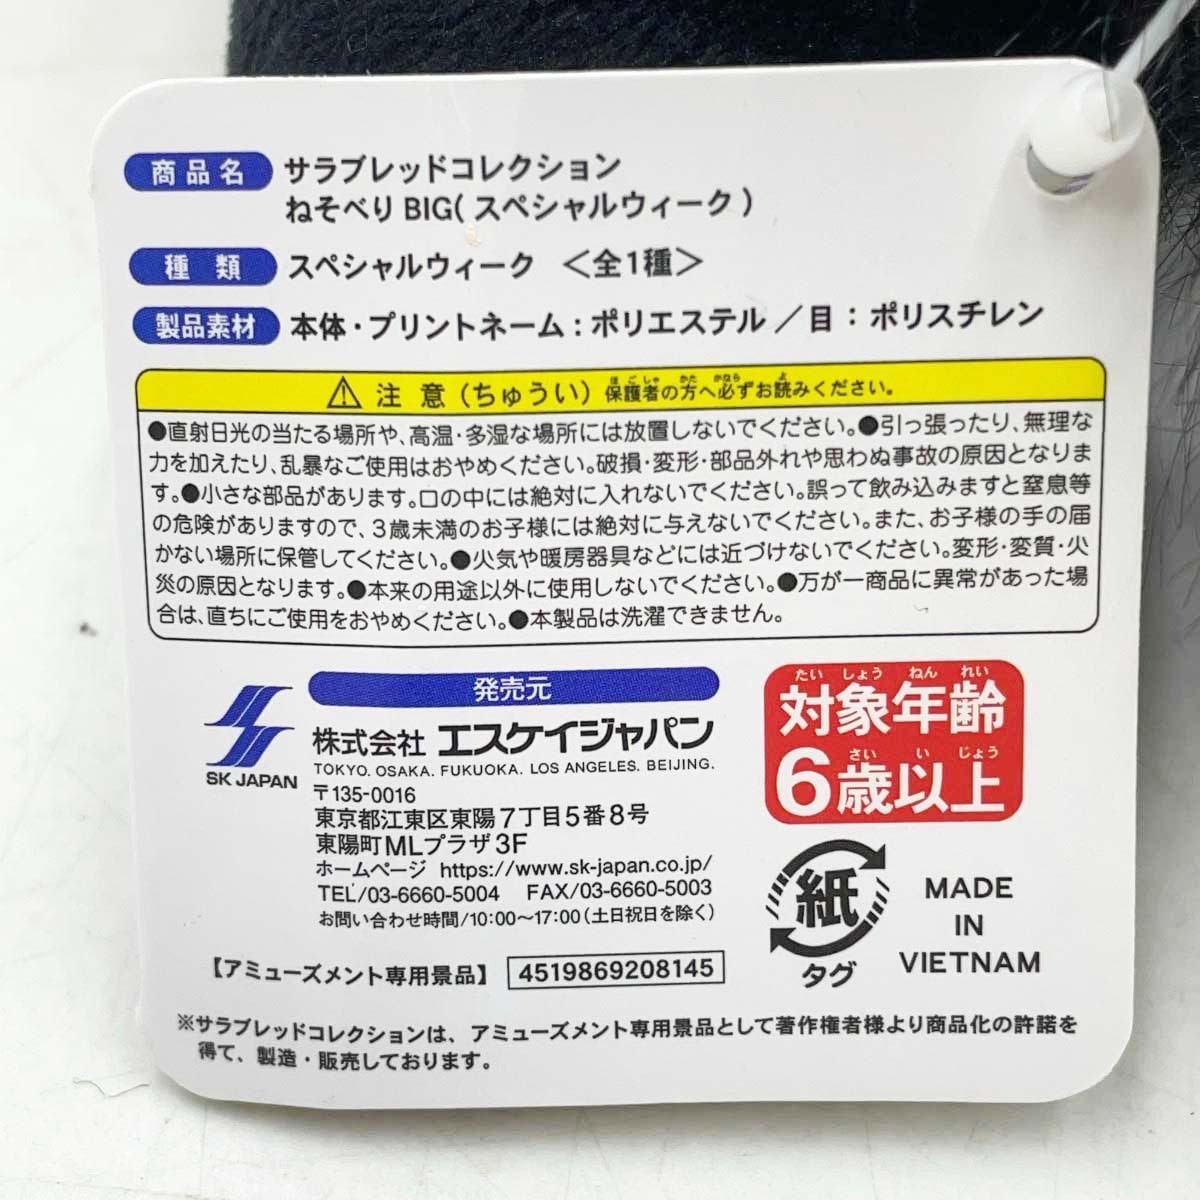 商品名 サラブレッドコレクション
ねそべり BIG( スペシャルウィーク )
種類 スペシャルウィーク ＜全1種＞
製品素材 本体・プリントネーム：ポリエステル／目：ポリスチレン
⚠ 注意（ちゅうい）保護者の方へ必ずお読みください。
ほごしゃ かた かなら よ
●直射日光の当たる場所や、高温・多湿な場所には放置しないでください。●引っ張ったり、無理な
力を加えたり、乱暴なご使用はおやめください。破損・変形・部品外れや思わぬ事故の原因となりま
す。●小さな部品があります。口の中には絶対に入れないでください。誤って飲み込みますと窒息等
の危険がありますので、3歳未満のお子様には絶対に与えないでください。また、お子様の手の届
かない場所に保管してください。●火気や暖房器具などには近づけないでください。変形・変質・火
災の原因となります。●本来の用途以外に使用しないでください。●万が一商品に異常があった場
合は、直ちにご使用をおやめください。●本製品は洗濯できません。
SK JAPAN
発売元
株式会社 エスケイジャパン
TOKYO. OSAKA. FUKUOKA. LOS ANGELES. BEIJING.
〒135-0016
東京都江東区東陽7丁目5番8号
東陽町MLプラザ3F
ホームページ https://www.sk-japan.co.jp/
TEL/03-6660-5004 FAX/03-6660-5003
お問い合わせ時間/10:00〜17:00(土日祝日を除く)
たいしょうねんれい
対象年齢
さい い じょう
6歳以上
紙
タグ
MADE
IN
VIETNAM
【アミューズメント専用景品】 4519869208145
※サラブレッドコレクションは、アミューズメント専用景品として著作権者様より商品化の許諾を
得て、製造・販売しております。